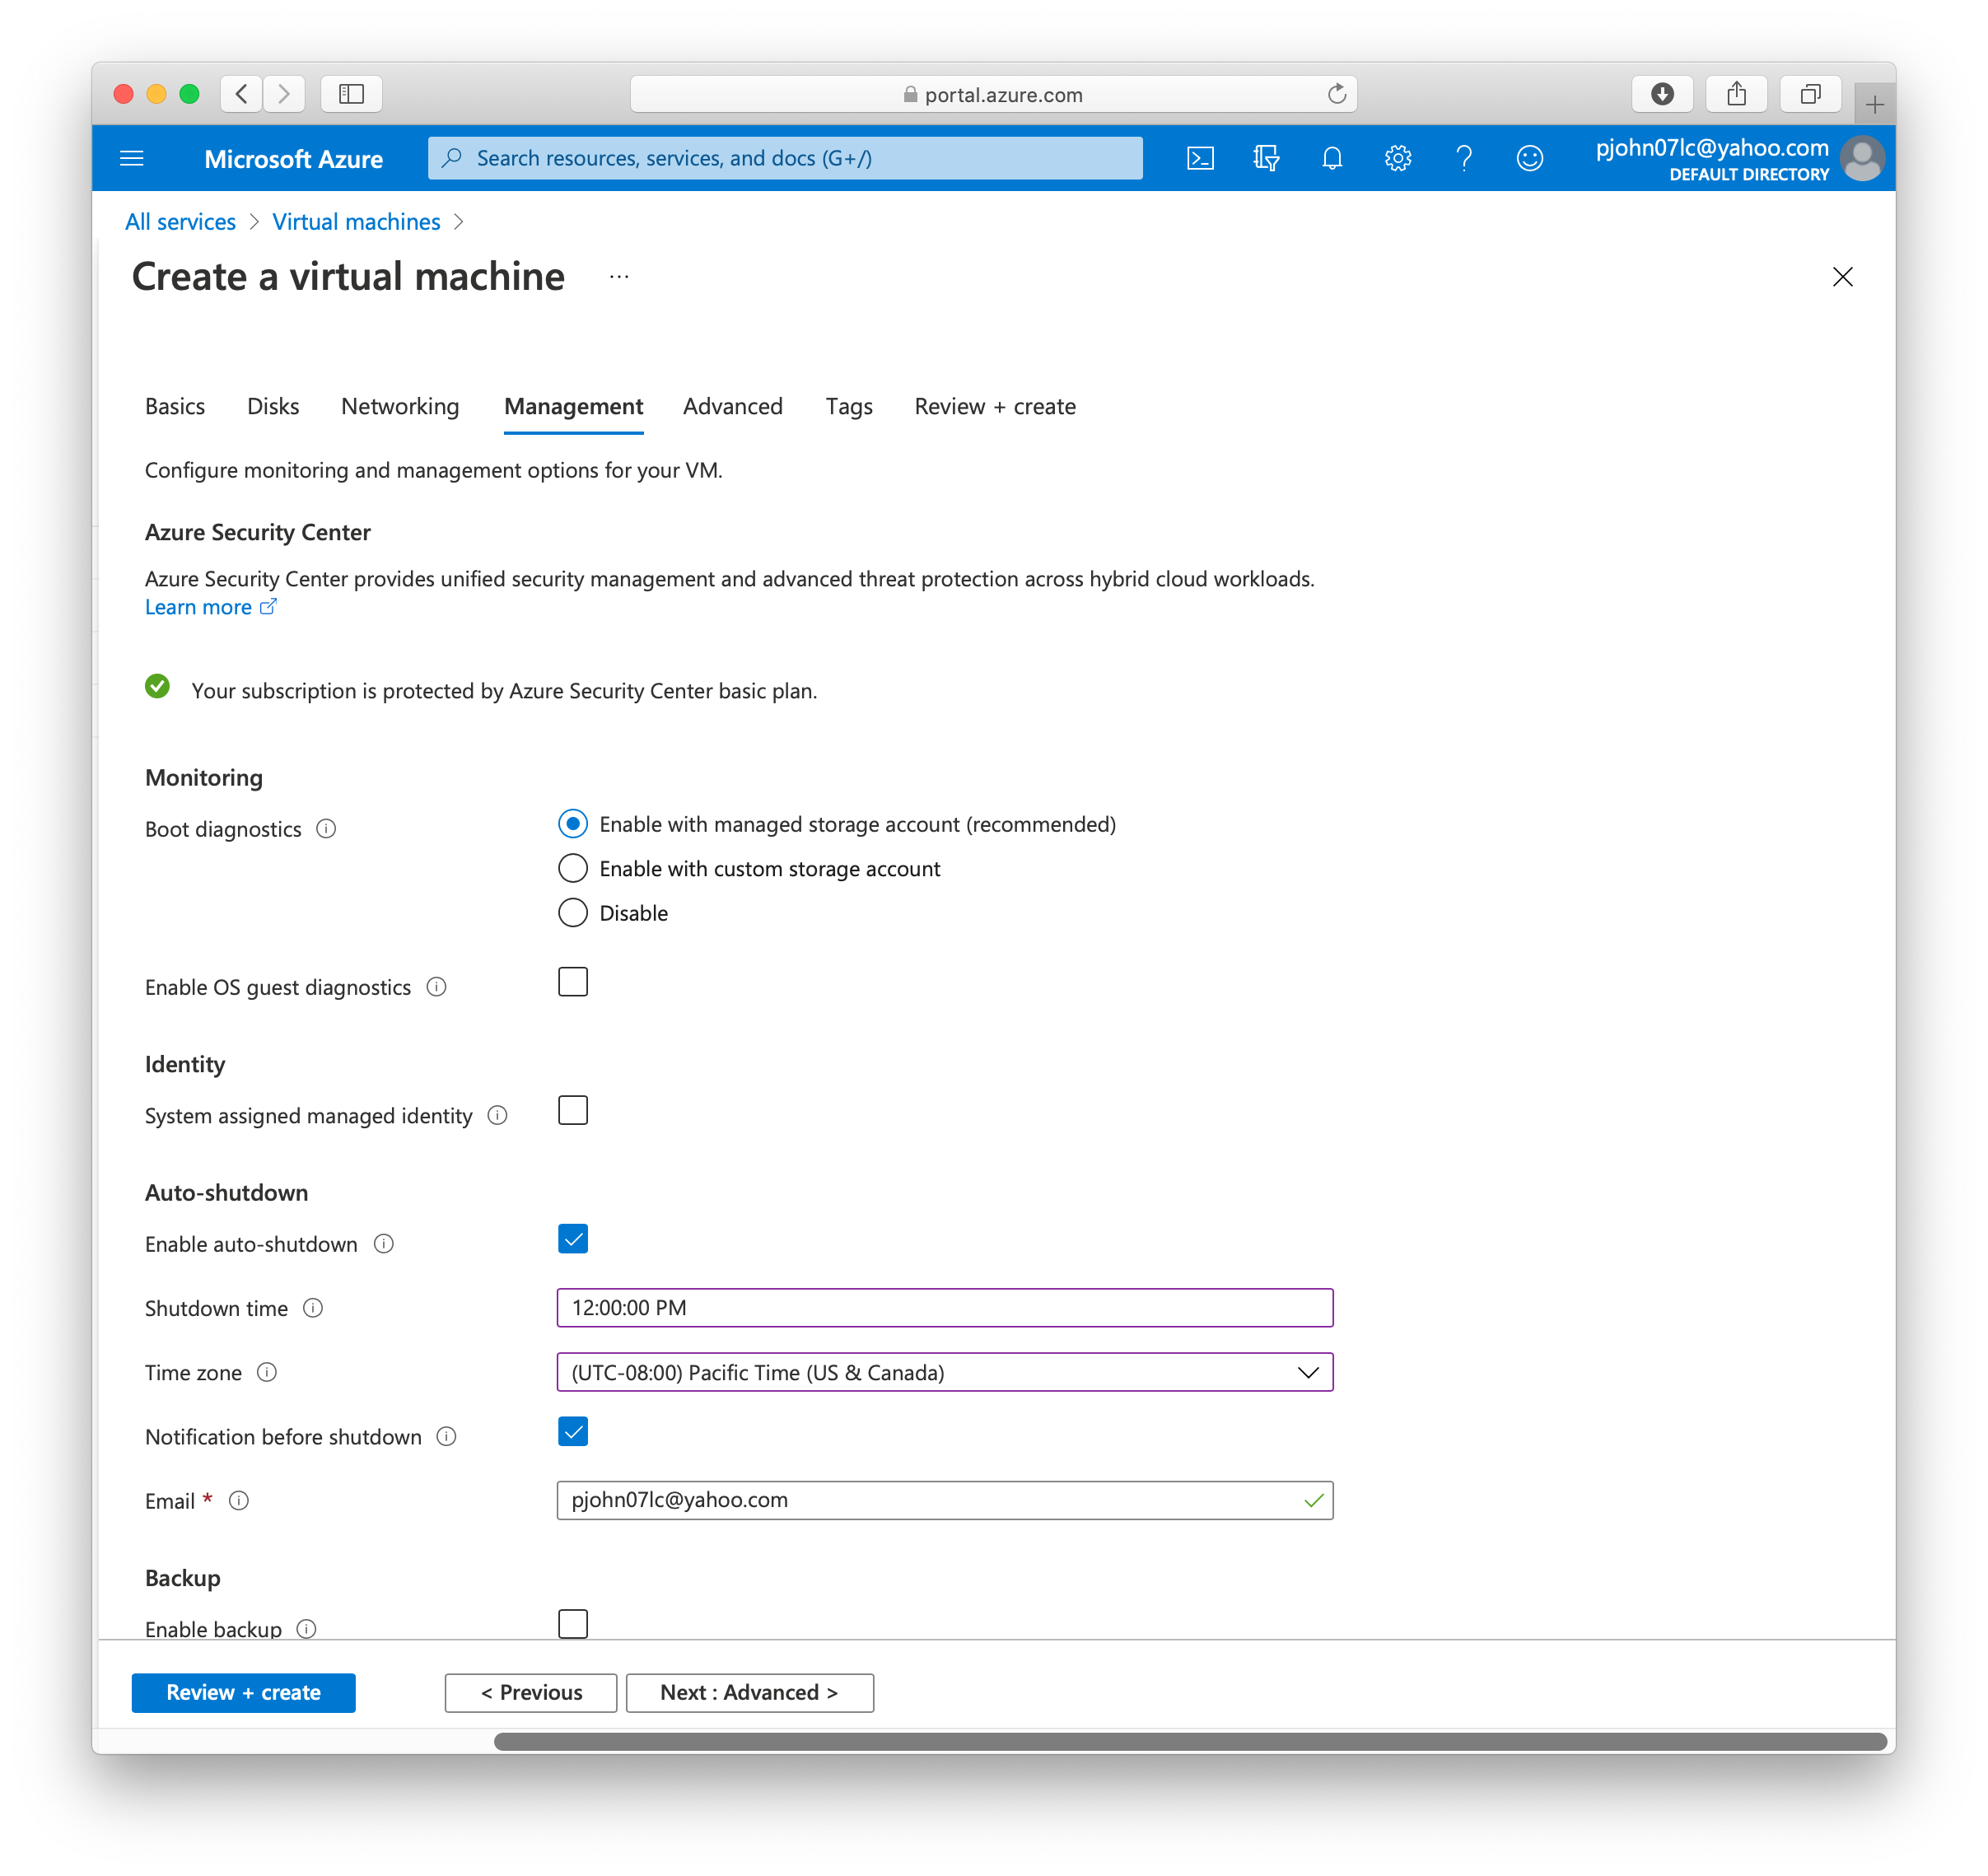 portal.azure.com
Microsoft Azure
Search resources, services, and docs (G+/)
pjohn07lc@yahoo.com
DEFAULT DIRECTORY
All services > Virtual machines >
Create a virtual machine ...
Basics Disks Networking Management Advanced Tags Review + create
Configure monitoring and management options for your VM.
Azure Security Center
Azure Security Center provides unified security management and advanced threat protection across hybrid cloud workloads.
Learn more
Your subscription is protected by Azure Security Center basic plan.
Monitoring
Boot diagnostics
Enable with managed storage account (recommended)
Enable with custom storage account
Disable
Enable OS guest diagnostics
Identity
System assigned managed identity
Auto-shutdown
Enable auto-shutdown
Shutdown time
12:00:00 PM
Time zone
(UTC-08:00) Pacific Time (US & Canada)
Notification before shutdown
Email *
pjohn07lc@yahoo.com
Backup
Enable backup
Review + create
< Previous
Next : Advanced >